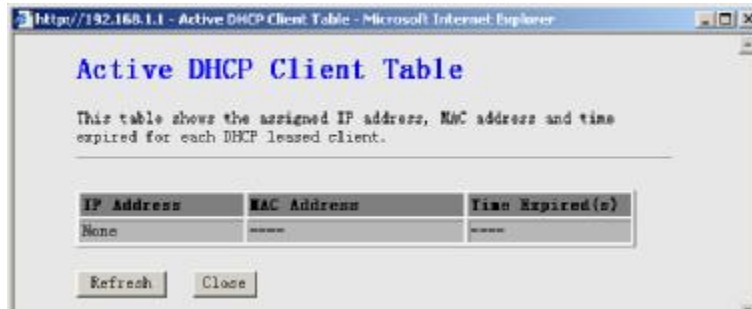 http://192.168.1.1 - Active DHCP Client Table - Microsoft Internet Explorer
Active DHCP Client Table
This table shows the assigned IP address, MAC address and time
expired for each DHCP leased client.
IP Address MAC Address Time Expired(s)
None ---- ----
Refresh Close